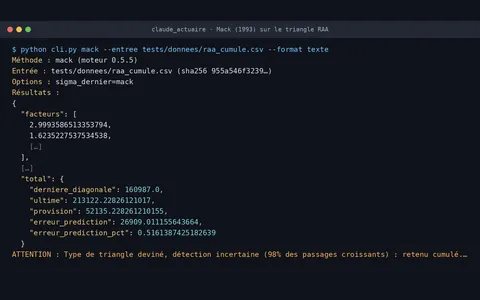 claude_actuaire · Mack (1993) sur le triangle RAA
$ python cli.py mack --entree tests/donnees/raa_cumule.csv --format texte
Méthode : mack (moteur 0.5.5)
Entrée : tests/donnees/raa_cumule.csv (sha256 955a546f3239…)
Options : sigma_dernier=mack
Résultats :
{
"facteurs": [
2.9993586513353794,
1.6235227537534538,
[…]
],
[…]
"total": {
"derniere_diagonale": 160987.0,
"ultime": 213122.22826121017,
"provision": 52135.228261210155,
"erreur_prediction": 26909.011155643664,
"erreur_prediction_pct": 0.5161387425182639
}
ATTENTION : Type de triangle deviné, détection incertaine (98% des passages croissants) : retenu cumulé.…